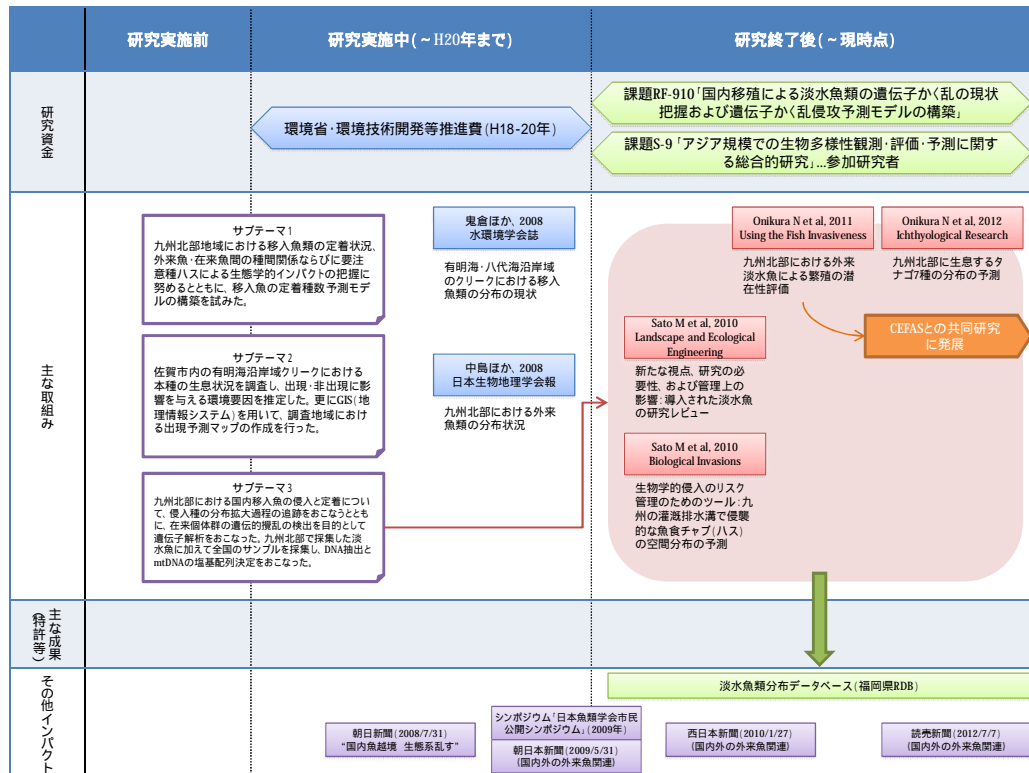 研究実施前
研究実施中(～H20年まで)
研究終了後(～現時点)
研究資金
環境省・環境技術開発等推進費(H18-20年)
課題RF-910「国内移殖による淡水魚類の遺伝子かく乱の現状
把握および遺伝子かく乱侵攻予測モデルの構築」
課題S-9「アジア規模での生物多様性観測・評価・予測に関す
る総合的研究」...参加研究者
主な取組み
サブテーマ1
九州北部地域における移入魚類の定着状況、
外来魚・在来魚間の種間関係ならびに要注
意種ハスによる生態学的インパクトの把握に
努めるとともに、移入魚の定着種数予測モデ
ルの構築を試みた。
サブテーマ2
佐賀市内の有明海沿岸域クリークにおける
本種の生息状況を調査し、出現・非出現に影
響を与える環境要因を推定した。更にGIS(地
理情報システム)を用いて、調査地域におけ
る出現予測マップの作成を行った。
サブテーマ3
九州北部における国内移入魚の侵入と定着につい
て、侵入種の分布拡大過程の追跡をおこなうととも
に、在来個体群の遺伝的攪乱の検出を目的として
遺伝子解析をおこなった。九州北部で採集した淡
水魚に加えて全国のサンプルを採集し、DNA抽出と
mtDNAの塩基配列決定をおこなった。
鬼倉ほか、2008
水環境学会誌
有明海・八代海沿岸域
のクリークにおける移入
魚類の分布の現状
中島ほか、2008
日本生物地理学会報
九州北部における外来
魚類の分布状況
Onikura N et al, 2011
Using the Fish Invasiveness
九州北部における外来
淡水魚による繁殖の潜
在性評価
Onikura N et al, 2012
Ichthyological Research
九州北部に生息するタ
ナゴ7種の分布の予測
CEFASとの共同研究
に発展
Sato M et al, 2010
Landscape and Ecological
Engineering
新たな視点、研究の必
要性、および管理上の
影響:導入された淡水魚
の研究レビュー
Sato M et al, 2010
Biological Invasions
生物学的侵入のリスク
管理のためのツール:九
州の灌漑排水溝で侵襲
的な魚食チャブ(ハス)
の空間分布の予測
主な成果
(特許等)
その他インパクト
淡水魚類分布データベース(福岡県RDB)
朝日新聞(2008/7/31)
“国内魚越境 生態系乱す”
シンポジウム「日本魚類学会市民
公開シンポジウム」(2009年)
朝日本新聞(2009/5/31)
(国内外の外来魚関連)
西日本新聞(2010/1/27)
(国内外の外来魚関連)
読売新聞(2012/7/7)
(国内外の外来魚関連)